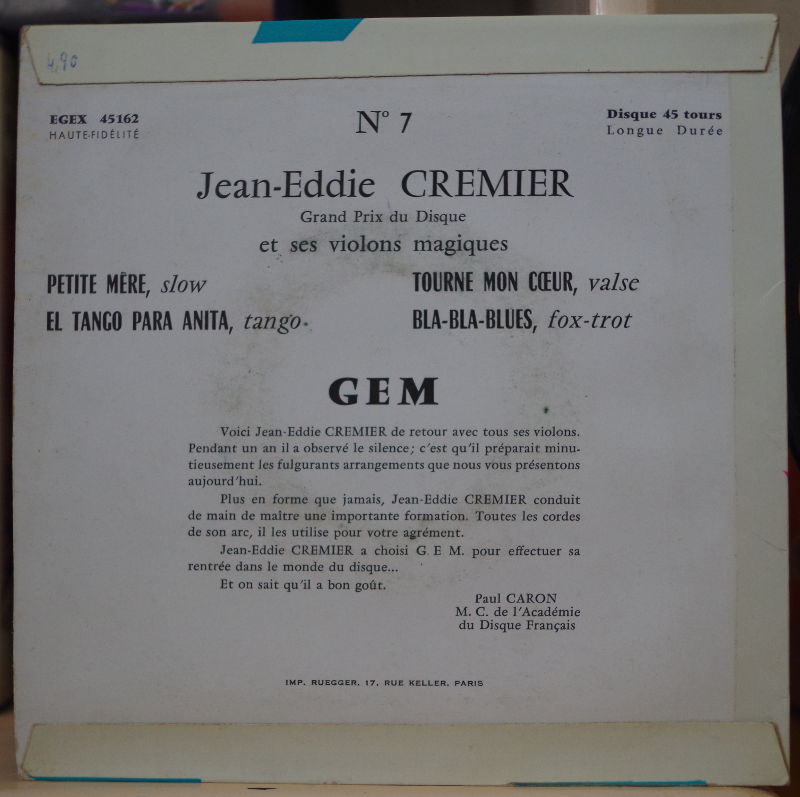 4,90
EGEX 45162
HAUTE-FIDÉLITÉ
N° 7
Disque 45 tours
Longue Durée
Jean-Eddie CREMIER
Grand Prix du Disque
et ses violons magiques
PETITE MÈRE, slow
EL TANGO PARA ANITA, tango
TOURNE MON CŒUR, valse
BLA-BLA-BLUES, fox-trot
GEM
Voici Jean-Eddie CREMIER de retour avec tous ses violons.
Pendant un an il a observé le silence; c'est qu'il préparait minu-
tieusement les fulgurants arrangements que nous vous présentons
aujourd'hui.
Plus en forme que jamais, Jean-Eddie CREMIER conduit
de main de maître une importante formation. Toutes les cordes
de son arc, il les utilise pour votre agrément.
Jean-Eddie CREMIER a choisi G E M. pour effectuer sa
rentrée dans le monde du disque...
Et on sait qu'il a bon goût.
Paul CARON
M. C. de l'Académie
du Disque Français
IMP. RUEGGER. 17, RUE KELLER. PARIS